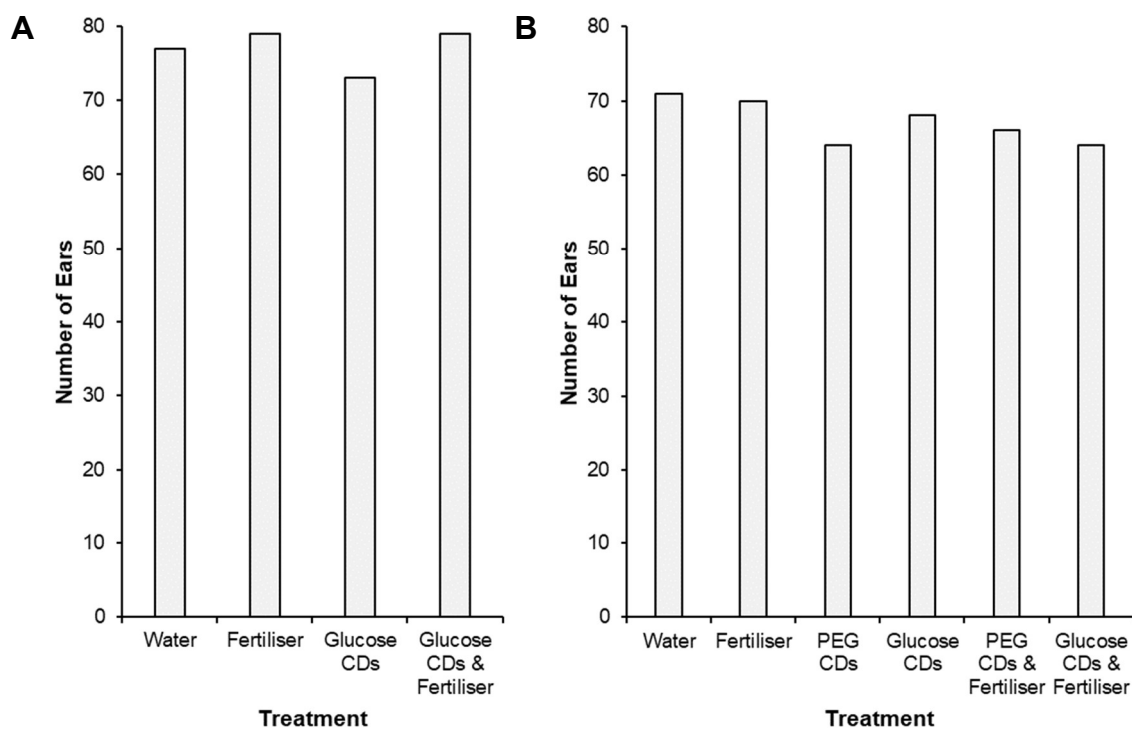 A
80
70
60
50
40
30
20
10
0
Number of Ears
Water
Fertiliser
Glucose
CDs
Glucose
CDs &
Fertiliser
Treatment
B
80
70
60
50
40
30
20
10
0
Number of Ears
Water
Fertiliser
PEG
CDs
Glucose
CDs
PEG
CDs &
Fertiliser
Glucose
CDs &
Fertiliser
Treatment